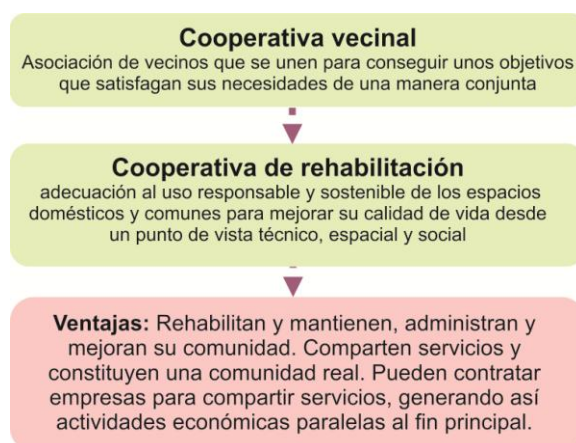 Cooperativa vecinal
Asociación de vecinos que se unen para conseguir unos objetivos
que satisfagan sus necesidades de una manera conjunta
Cooperativa de rehabilitación
adecuación al uso responsable y sostenible de los espacios
domésticos y comunes para mejorar su calidad de vida desde
un punto de vista técnico, espacial y social
Ventajas: Rehabilitan y mantienen, administran y
mejoran su comunidad. Comparten servicios y
constituyen una comunidad real. Pueden contratar
empresas para compartir servicios, generando así
actividades económicas paralelas al fin principal.